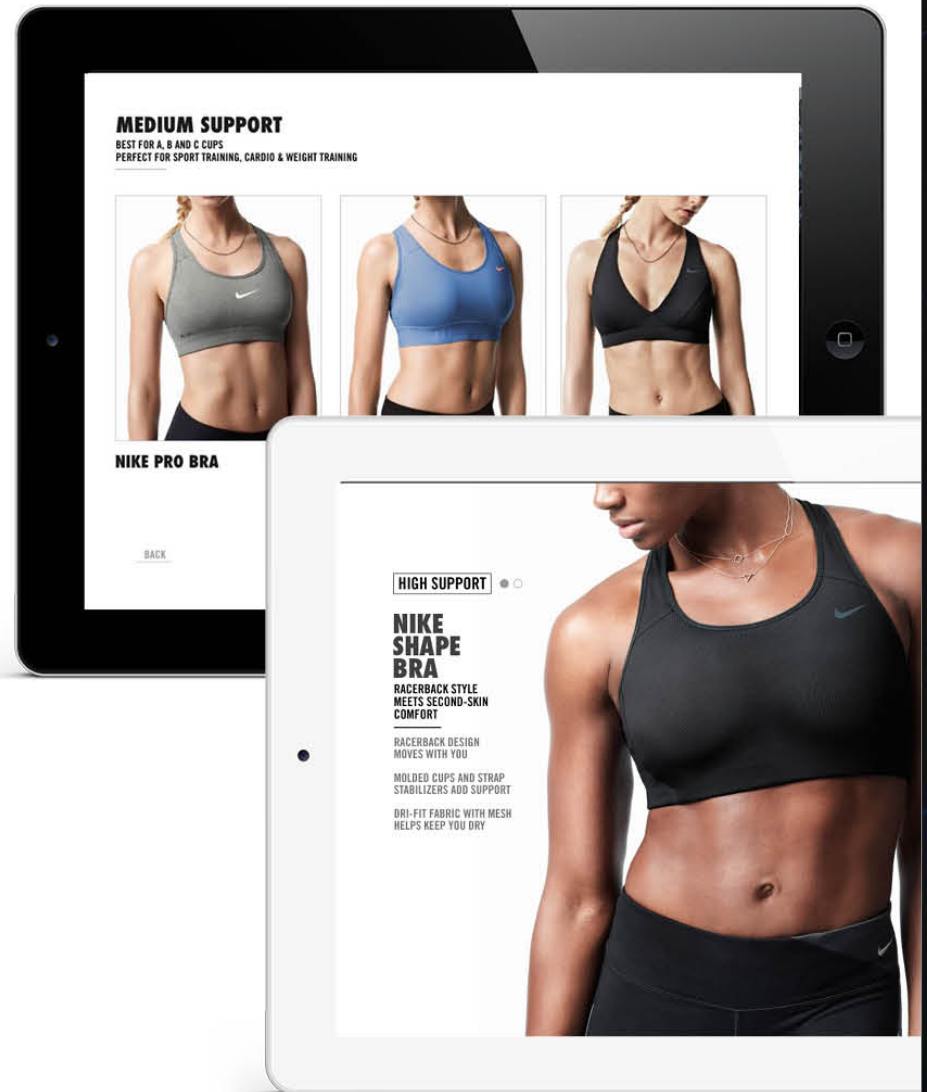 MEDIUM SUPPORT
BEST FOR A, B AND C CUPS
PERFECT FOR SPORT TRAINING, CARDIO & WEIGHT TRAINING
NIKE PRO BRA
BACK
HIGH SUPPORT
NIKE
SHAPE
BRA
RACERBACK STYLE
MEETS SECOND-SKIN
COMFORT
RACERBACK DESIGN
MOVES WITH YOU
MOLDED CUPS AND STRAP
STABILIZERS ADD SUPPORT
DRI-FIT FABRIC WITH MESH
HELPS KEEP YOU DRY